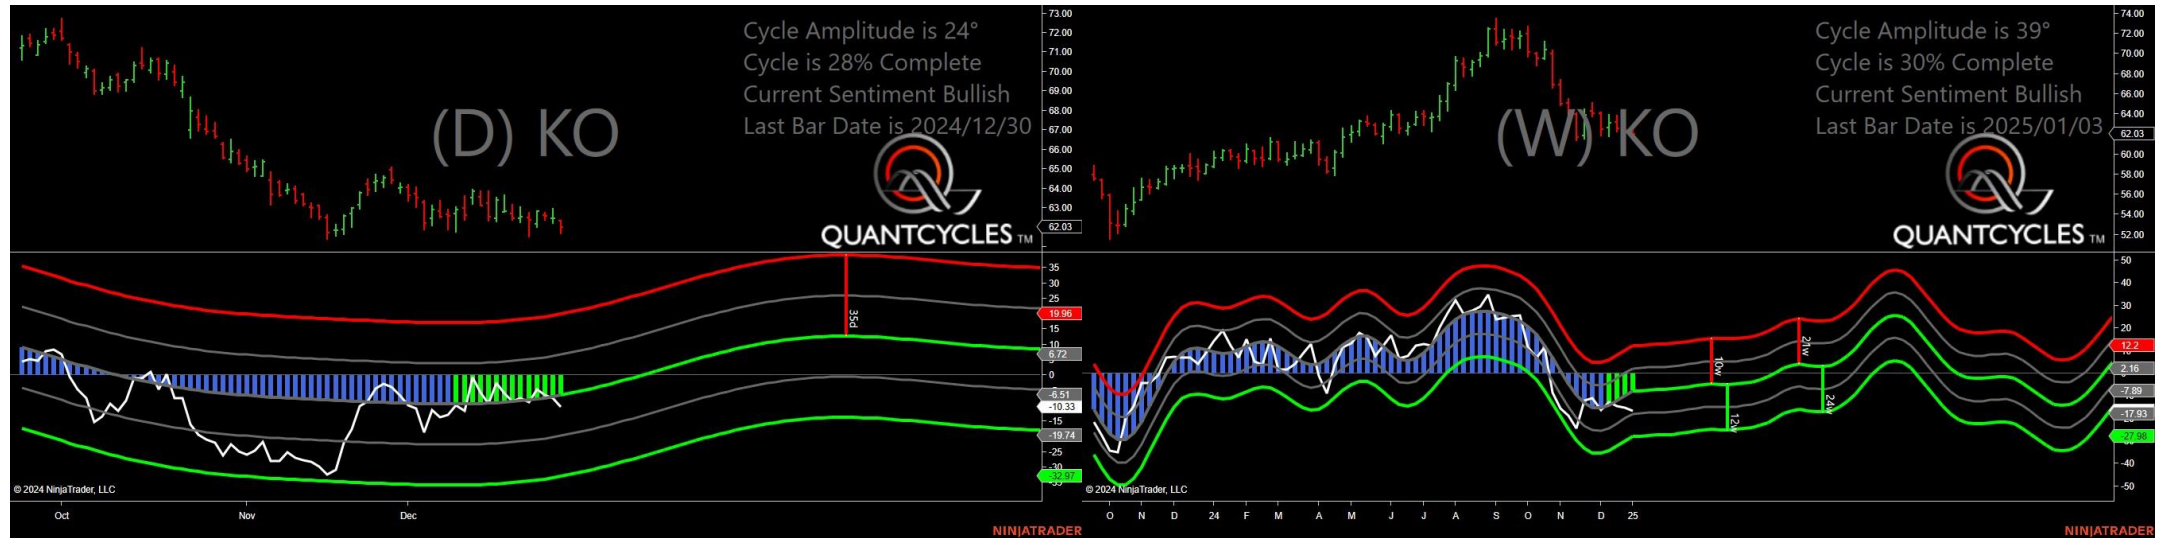 Cycle Amplitude is 24°
Cycle is 28% Complete
Current Sentiment Bullish
Last Bar Date is 2024/12/30
(D) KO
QUANTCYCLES TM
73.00
72.00
71.00
70.00
69.00
68.00
67.00
66.00
65.00
64.00
63.00
62.03
35
30
25
19.96
15
10
6.72
0
-6.51
-10.33
-15
-19.74
-25
-30
-32.97
35d
© 2024 NinjaTrader, LLC
Oct Nov Dec
NINJATRADER
Cycle Amplitude is 39°
Cycle is 30% Complete
Current Sentiment Bullish
Last Bar Date is 2025/01/03
(W) KO
QUANTCYCLES TM
74.00
72.00
70.00
68.00
66.00
64.00
62.03
60.00
58.00
56.00
54.00
52.00
50
40
30
20
12.2
2.16
-7.89
-17.93
-27.98
-40
-50
10w
12w
21w
24w
© 2024 NinjaTrader, LLC
O N D 24 F M A M J J A S O N D 25
NINJATRADER